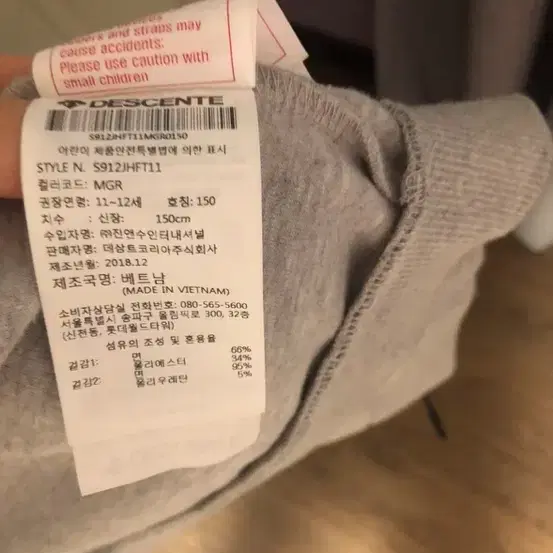 ers and straps may
cause accidents.
Please use caution with
small children
DESCENTE
S912JHFT11MGR0150
어린이 제품안전특별법에 의한 표시
STYLE N. S912JHFT11
컬러코드: MGR
권장연령: 11~12세 호칭: 150
치수 : 신장: 150cm
수입자명: ㈜진앤수인터내셔널
판매자명: 데상트코리아주식회사
제조년월: 2018.12
제조국명: 베트남
(MADE IN VIETNAM)
소비자상담실 전화번호: 080-565-5600
서울특별시 송파구 올림픽로 300, 32층
(신천동, 롯데월드타워)
섬유의 조성 및 혼용율
겉감1: 면 66%
폴리에스터 34%
겉감2: 면 95%
폴리우레탄 5%